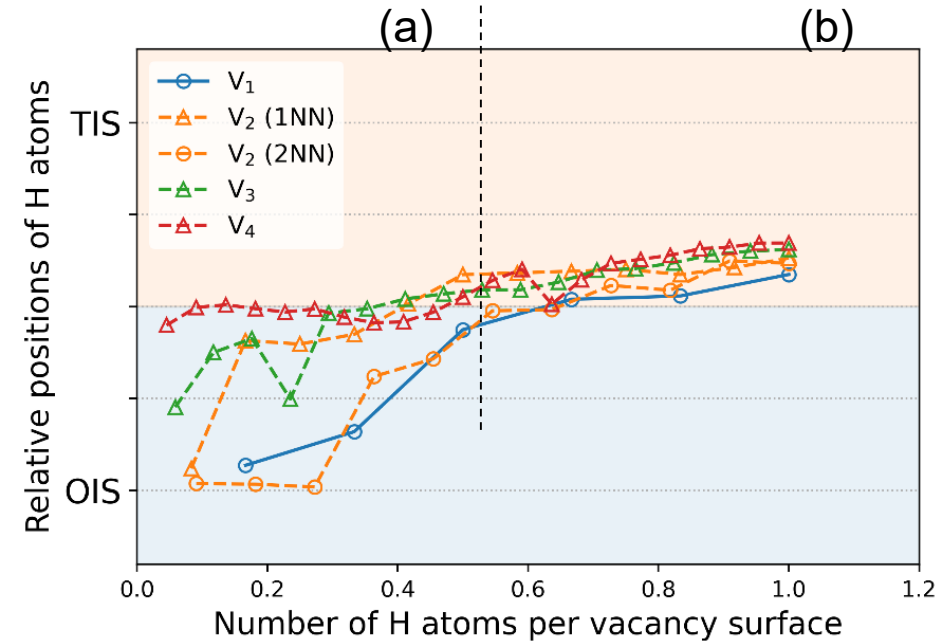 (a)
(b)
Relative positions of H atoms
TIS
OIS
V₁
V₂ (1NN)
V₂ (2NN)
V₃
V₄
0.0 0.2 0.4 0.6 0.8 1.0 1.2
Number of H atoms per vacancy surface